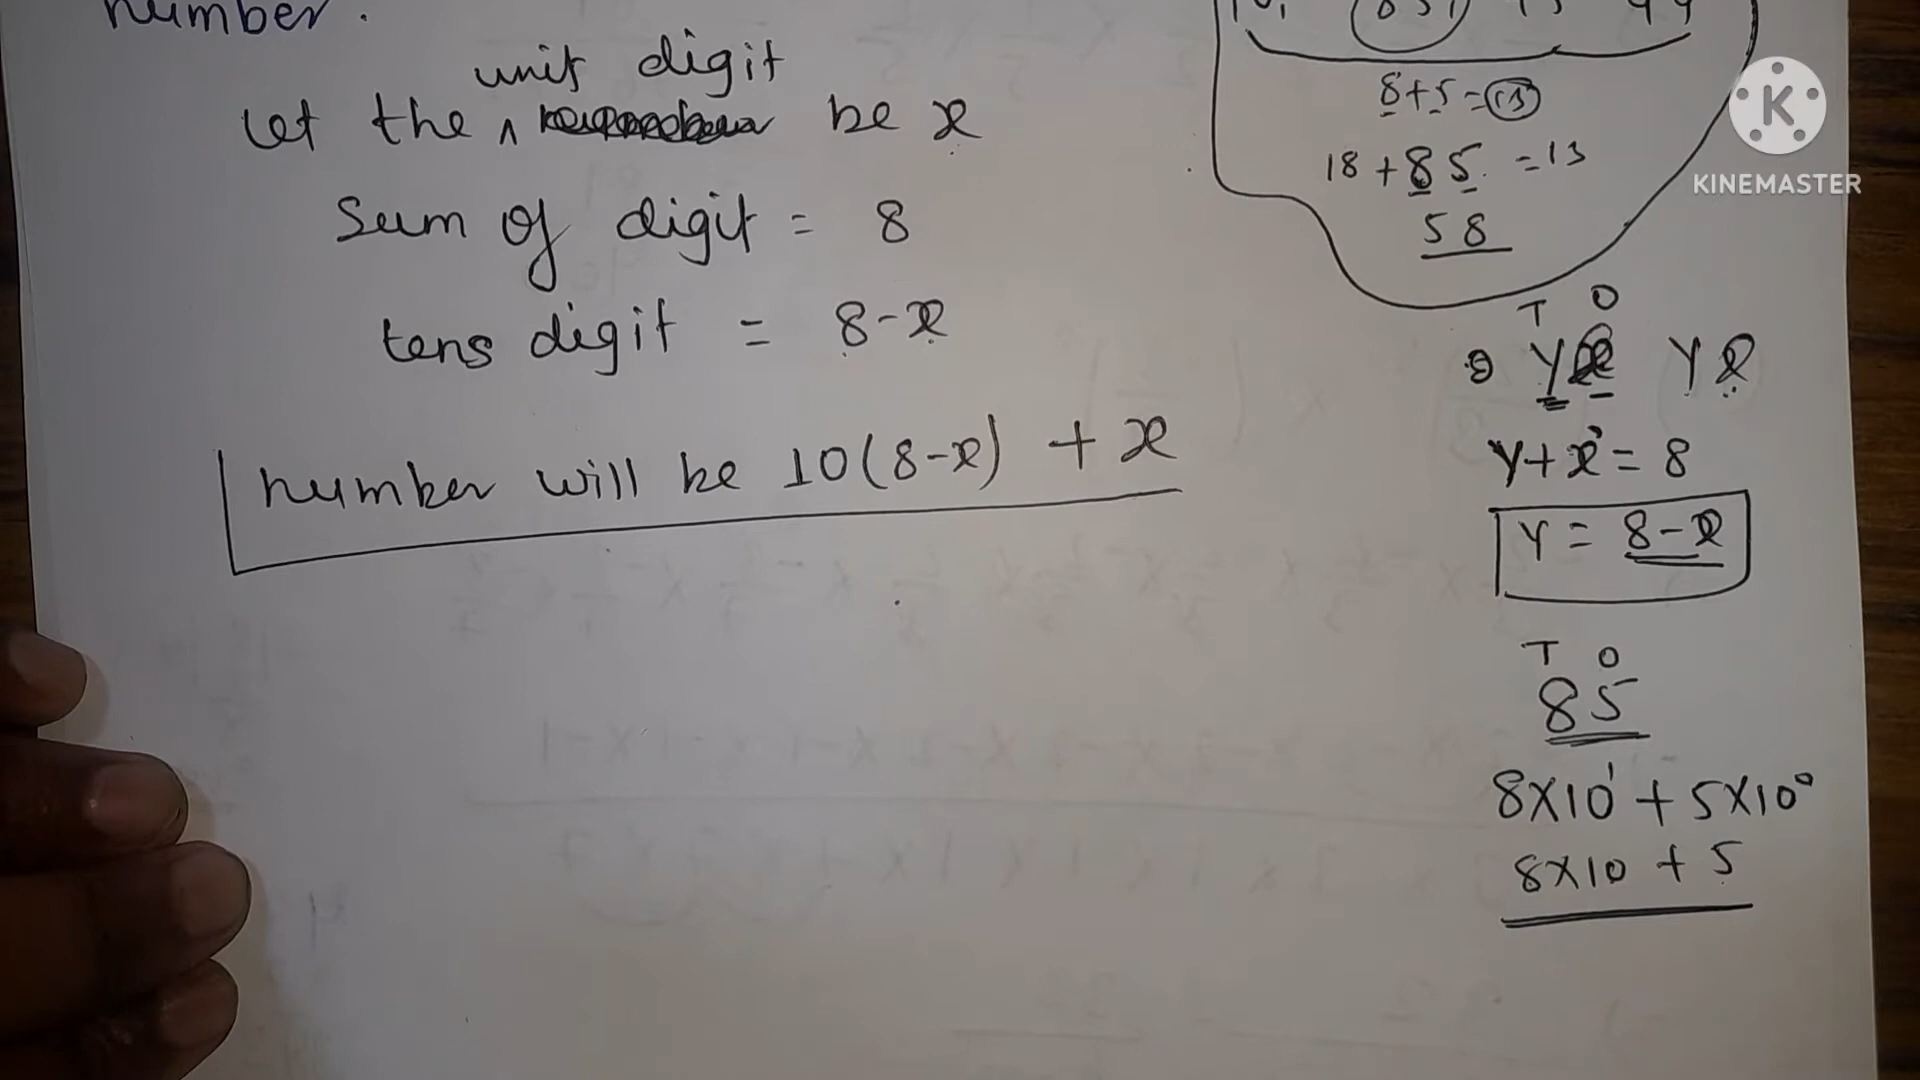 number.
unit digit
Let the ^ be x
Sum of digit = 8
tens digit = 8-x
number will be 10(8-x) + x
8+5=13
18+85 =13
58
T O
y yx
y+x=8
y = 8-x
T O
85
8x10¹ + 5x10⁰
8x10 + 5
K
KINEMASTER